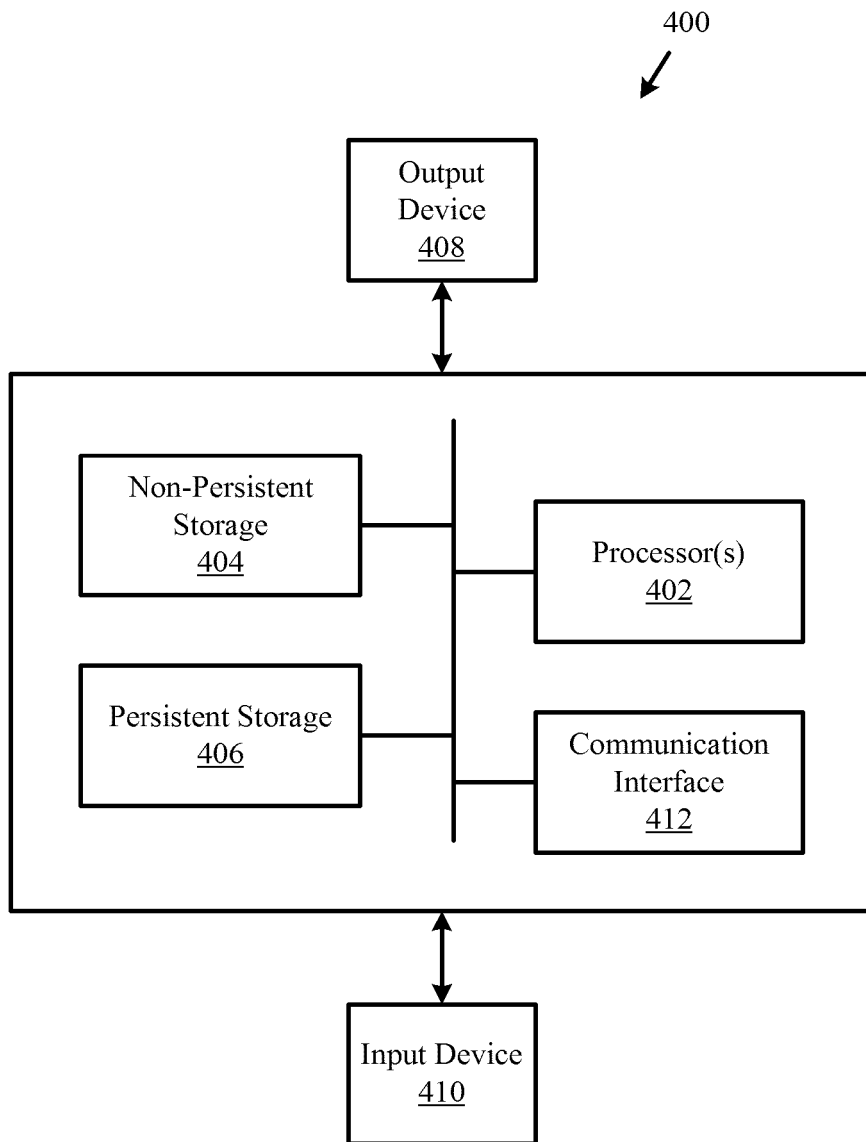 400
Output
Device
408
Non-Persistent
Storage
404
Processor(s)
402
Persistent Storage
406
Communication
Interface
412
Input Device
410